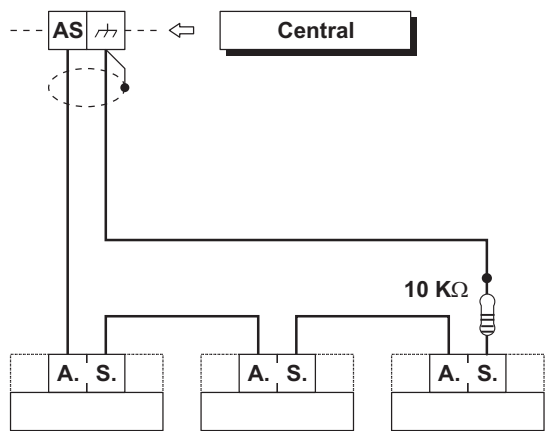 AS
Central
10 KΩ
A. S.
A. S.
A. S.